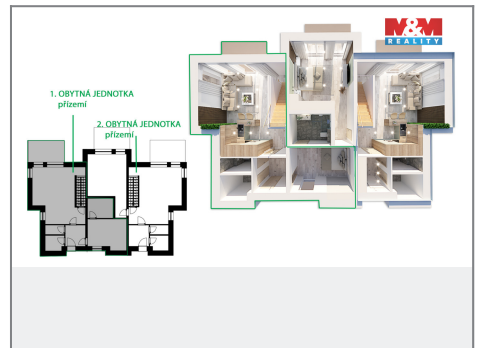 M&M
REALITY
1. OBYTNÁ JEDNOTKA
přízemí
2. OBYTNÁ JEDNOTKA
přízemí